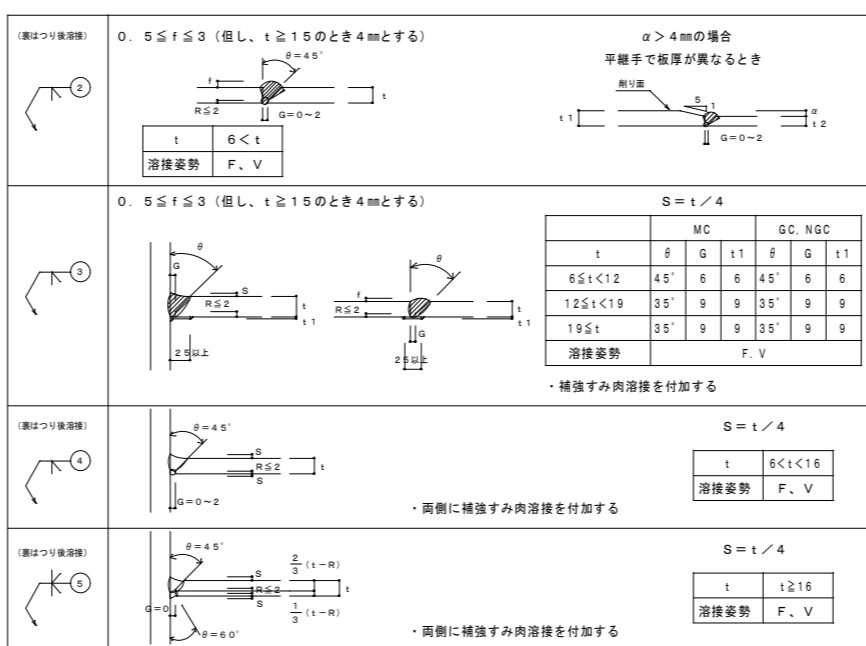 (裏はつり後溶接)
2
0.5≦f≦3(但し、t≧15のとき4㎜とする)
θ=45°
f
R≦2
G=0~2
t
t 6<t
溶接姿勢 F、V
α>4㎜の場合
平継手で板厚が異なるとき
削り面
5
1
t1
α
t2
G=0~2
3
0.5≦f≦3(但し、t≧15のとき4㎜とする)
θ
G
S
R≦2
t
t1
25以上
θ
f
R≦2
t
t1
G
25以上
S=t/4
MC GC, NGC
t θ G t1 θ G t1
6≦t<12 45° 6 6 45° 6 6
12≦t<19 35° 9 9 35° 9 9
19≦t 35° 9 9 35° 9 9
溶接姿勢 F. V
・補強すみ肉溶接を付加する
(裏はつり後溶接)
4
θ=45°
S
R≦2
S
t
G=0~2
・両側に補強すみ肉溶接を付加する
S=t/4
t 6<t<16
溶接姿勢 F、V
(裏はつり後溶接)
5
θ=45°
S
R≦2
S
2/3 (t-R)
t
1/3 (t-R)
G=0
θ=60°
・両側に補強すみ肉溶接を付加する
S=t/4
t t≧16
溶接姿勢 F、V